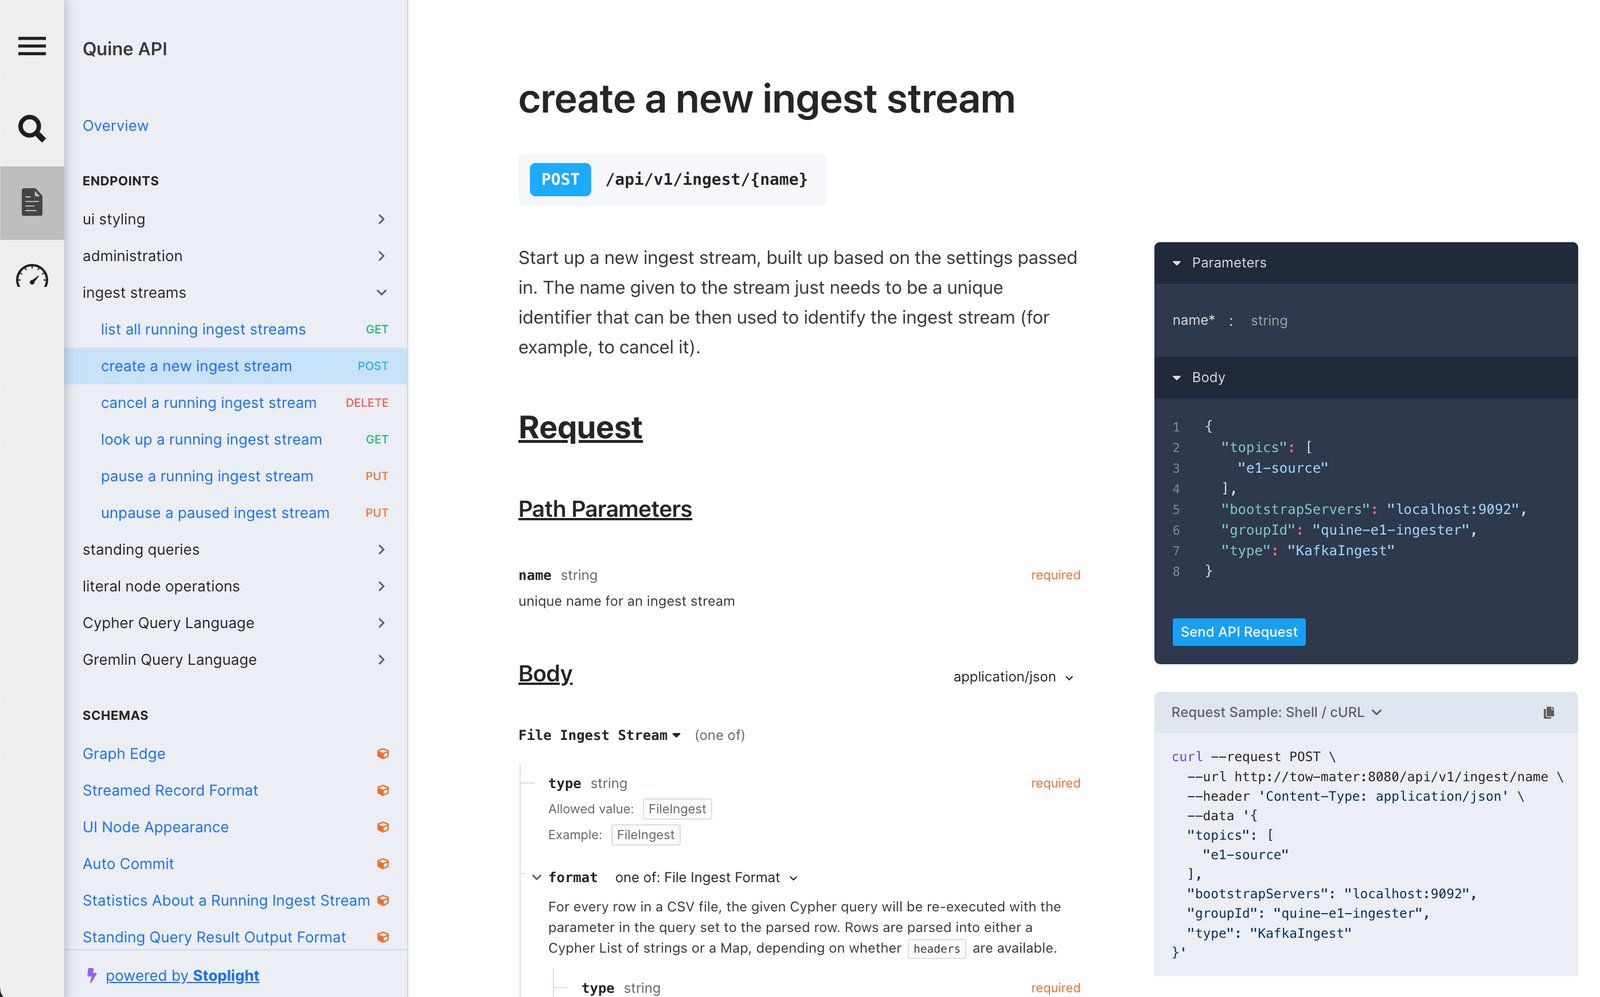 Quine API
Overview
ENDPOINTS
ui styling
administration
ingest streams
list all running ingest streams GET
create a new ingest stream POST
cancel a running ingest stream DELETE
look up a running ingest stream GET
pause a running ingest stream PUT
unpause a paused ingest stream PUT
standing queries
literal node operations
Cypher Query Language
Gremlin Query Language
SCHEMAS
Graph Edge
Streamed Record Format
UI Node Appearance
Auto Commit
Statistics About a Running Ingest Stream
Standing Query Result Output Format
powered by Stoplight
create a new ingest stream
POST /api/v1/ingest/{name}
Start up a new ingest stream, built up based on the settings passed
in. The name given to the stream just needs to be a unique
identifier that can be then used to identify the ingest stream (for
example, to cancel it).
Request
Path Parameters
name string required
unique name for an ingest stream
Body application/json
File Ingest Stream (one of)
type string required
Allowed value: FileIngest
Example: FileIngest
format one of: File Ingest Format
For every row in a CSV file, the given Cypher query will be re-executed with the
parameter in the query set to the parsed row. Rows are parsed into either a
Cypher List of strings or a Map, depending on whether headers are available.
type string required
Parameters
name* : string
Body
1 {
2 "topics": [
3 "e1-source"
4 ],
5 "bootstrapServers": "localhost:9092",
6 "groupId": "quine-e1-ingester",
7 "type": "KafkaIngest"
8 }
Send API Request
Request Sample: Shell / cURL
curl --request POST \
--url http://tow-mater:8080/api/v1/ingest/name \
--header 'Content-Type: application/json' \
--data '{
"topics": [
"e1-source"
],
"bootstrapServers": "localhost:9092",
"groupId": "quine-e1-ingester",
"type": "KafkaIngest"
}'